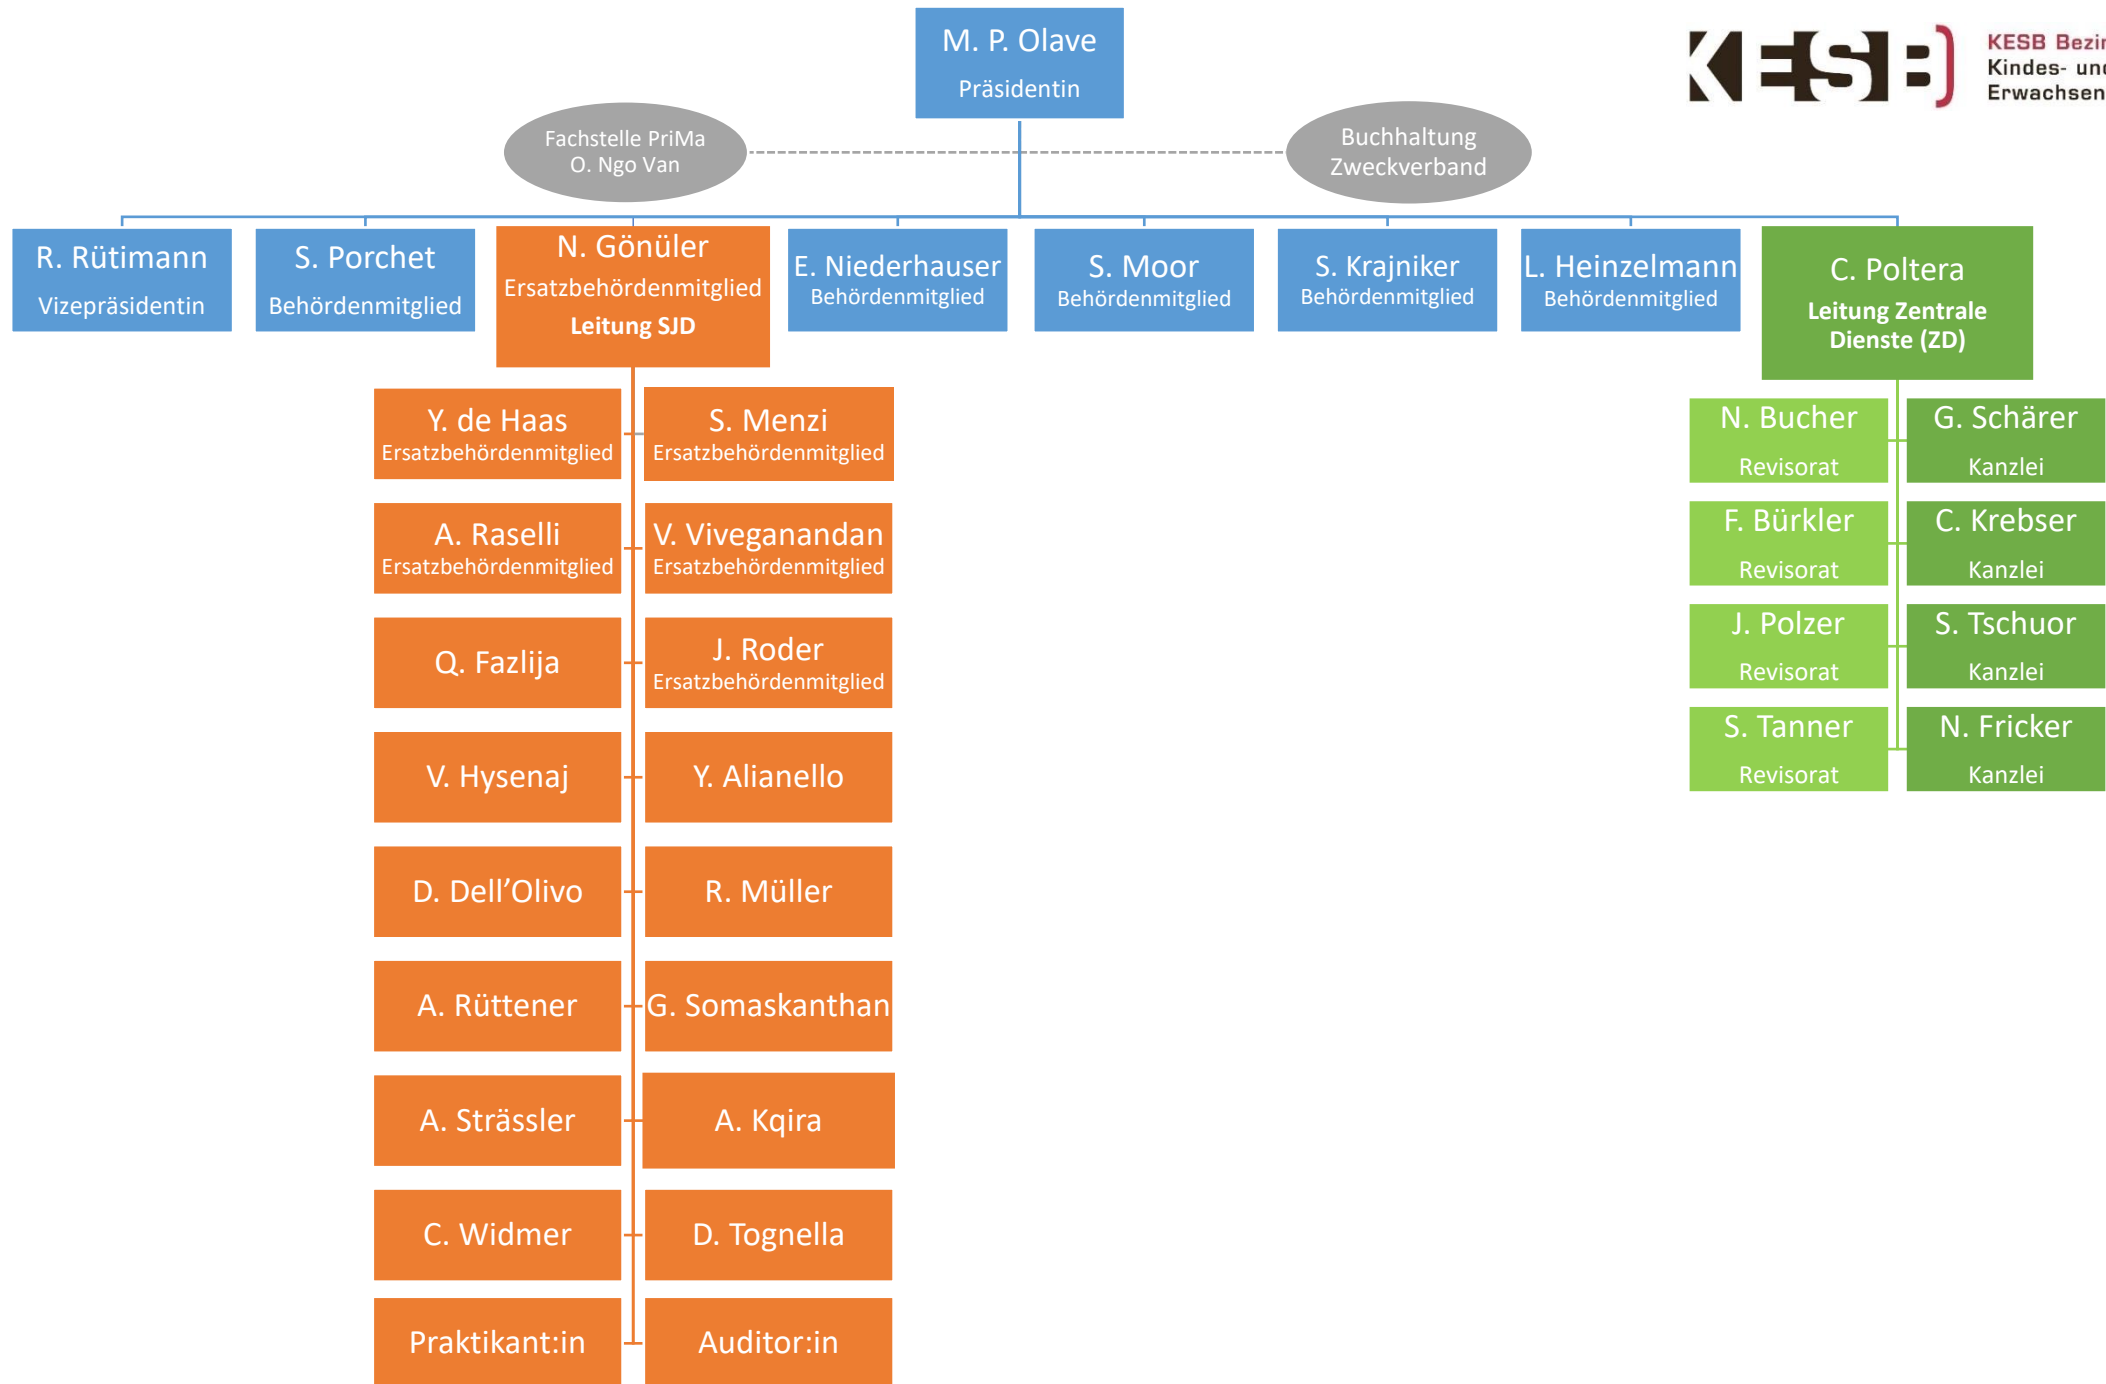 M. P. Olave
Präsidentin
KESB
KESB Bezir
Kindes- und
Erwachsen
Fachstelle PriMa
O. Ngo Van
Buchhaltung
Zweckverband
R. Rütimann
Vizepräsidentin
S. Porchet
Behördenmitglied
N. Gönüler
Ersatzbehördenmitglied
Leitung SJD
E. Niederhauser
Behördenmitglied
S. Moor
Behördenmitglied
S. Krajniker
Behördenmitglied
L. Heinzelmann
Behördenmitglied
C. Poltera
Leitung Zentrale
Dienste (ZD)
Y. de Haas
Ersatzbehördenmitglied
S. Menzi
Ersatzbehördenmitglied
A. Raselli
Ersatzbehördenmitglied
V. Viveganandan
Ersatzbehördenmitglied
Q. Fazlija
J. Roder
Ersatzbehördenmitglied
V. Hysenaj
Y. Alianello
D. Dell’Olivo
R. Müller
A. Rüttener
G. Somaskanthan
A. Strässler
A. Kqira
C. Widmer
D. Tognella
Praktikant:in
Auditor:in
N. Bucher
Revisorat
G. Schärer
Kanzlei
F. Bürkler
Revisorat
C. Krebser
Kanzlei
J. Polzer
Revisorat
S. Tschuor
Kanzlei
S. Tanner
Revisorat
N. Fricker
Kanzlei